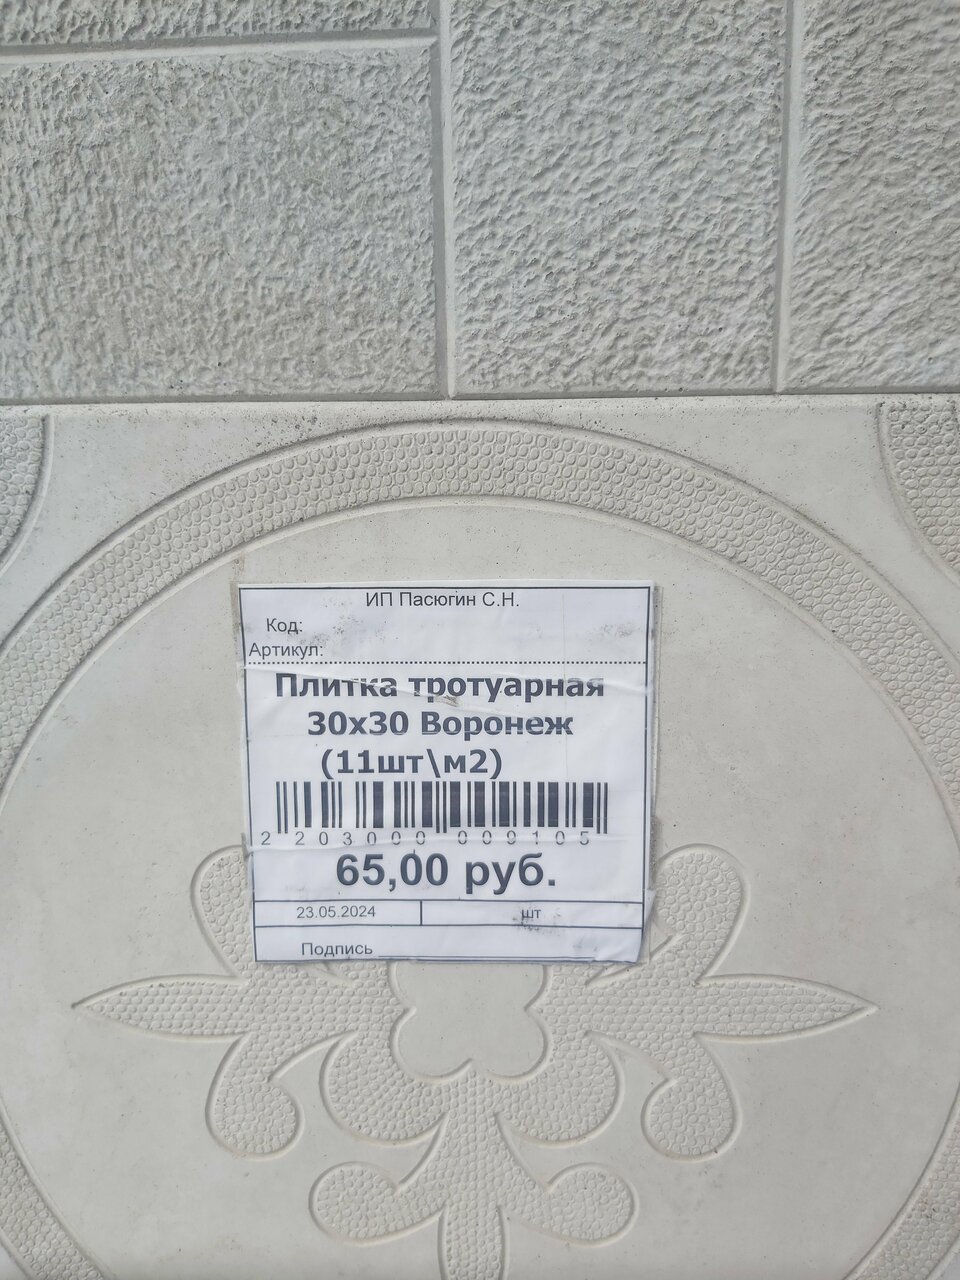 ИП Пасюгин С.Н.
Код:
Артикул:
Плитка тротуарная
30х30 Воронеж
(11шт\м2)
2 203000 009105
65,00 руб.
23.05.2024 шт
Подпись